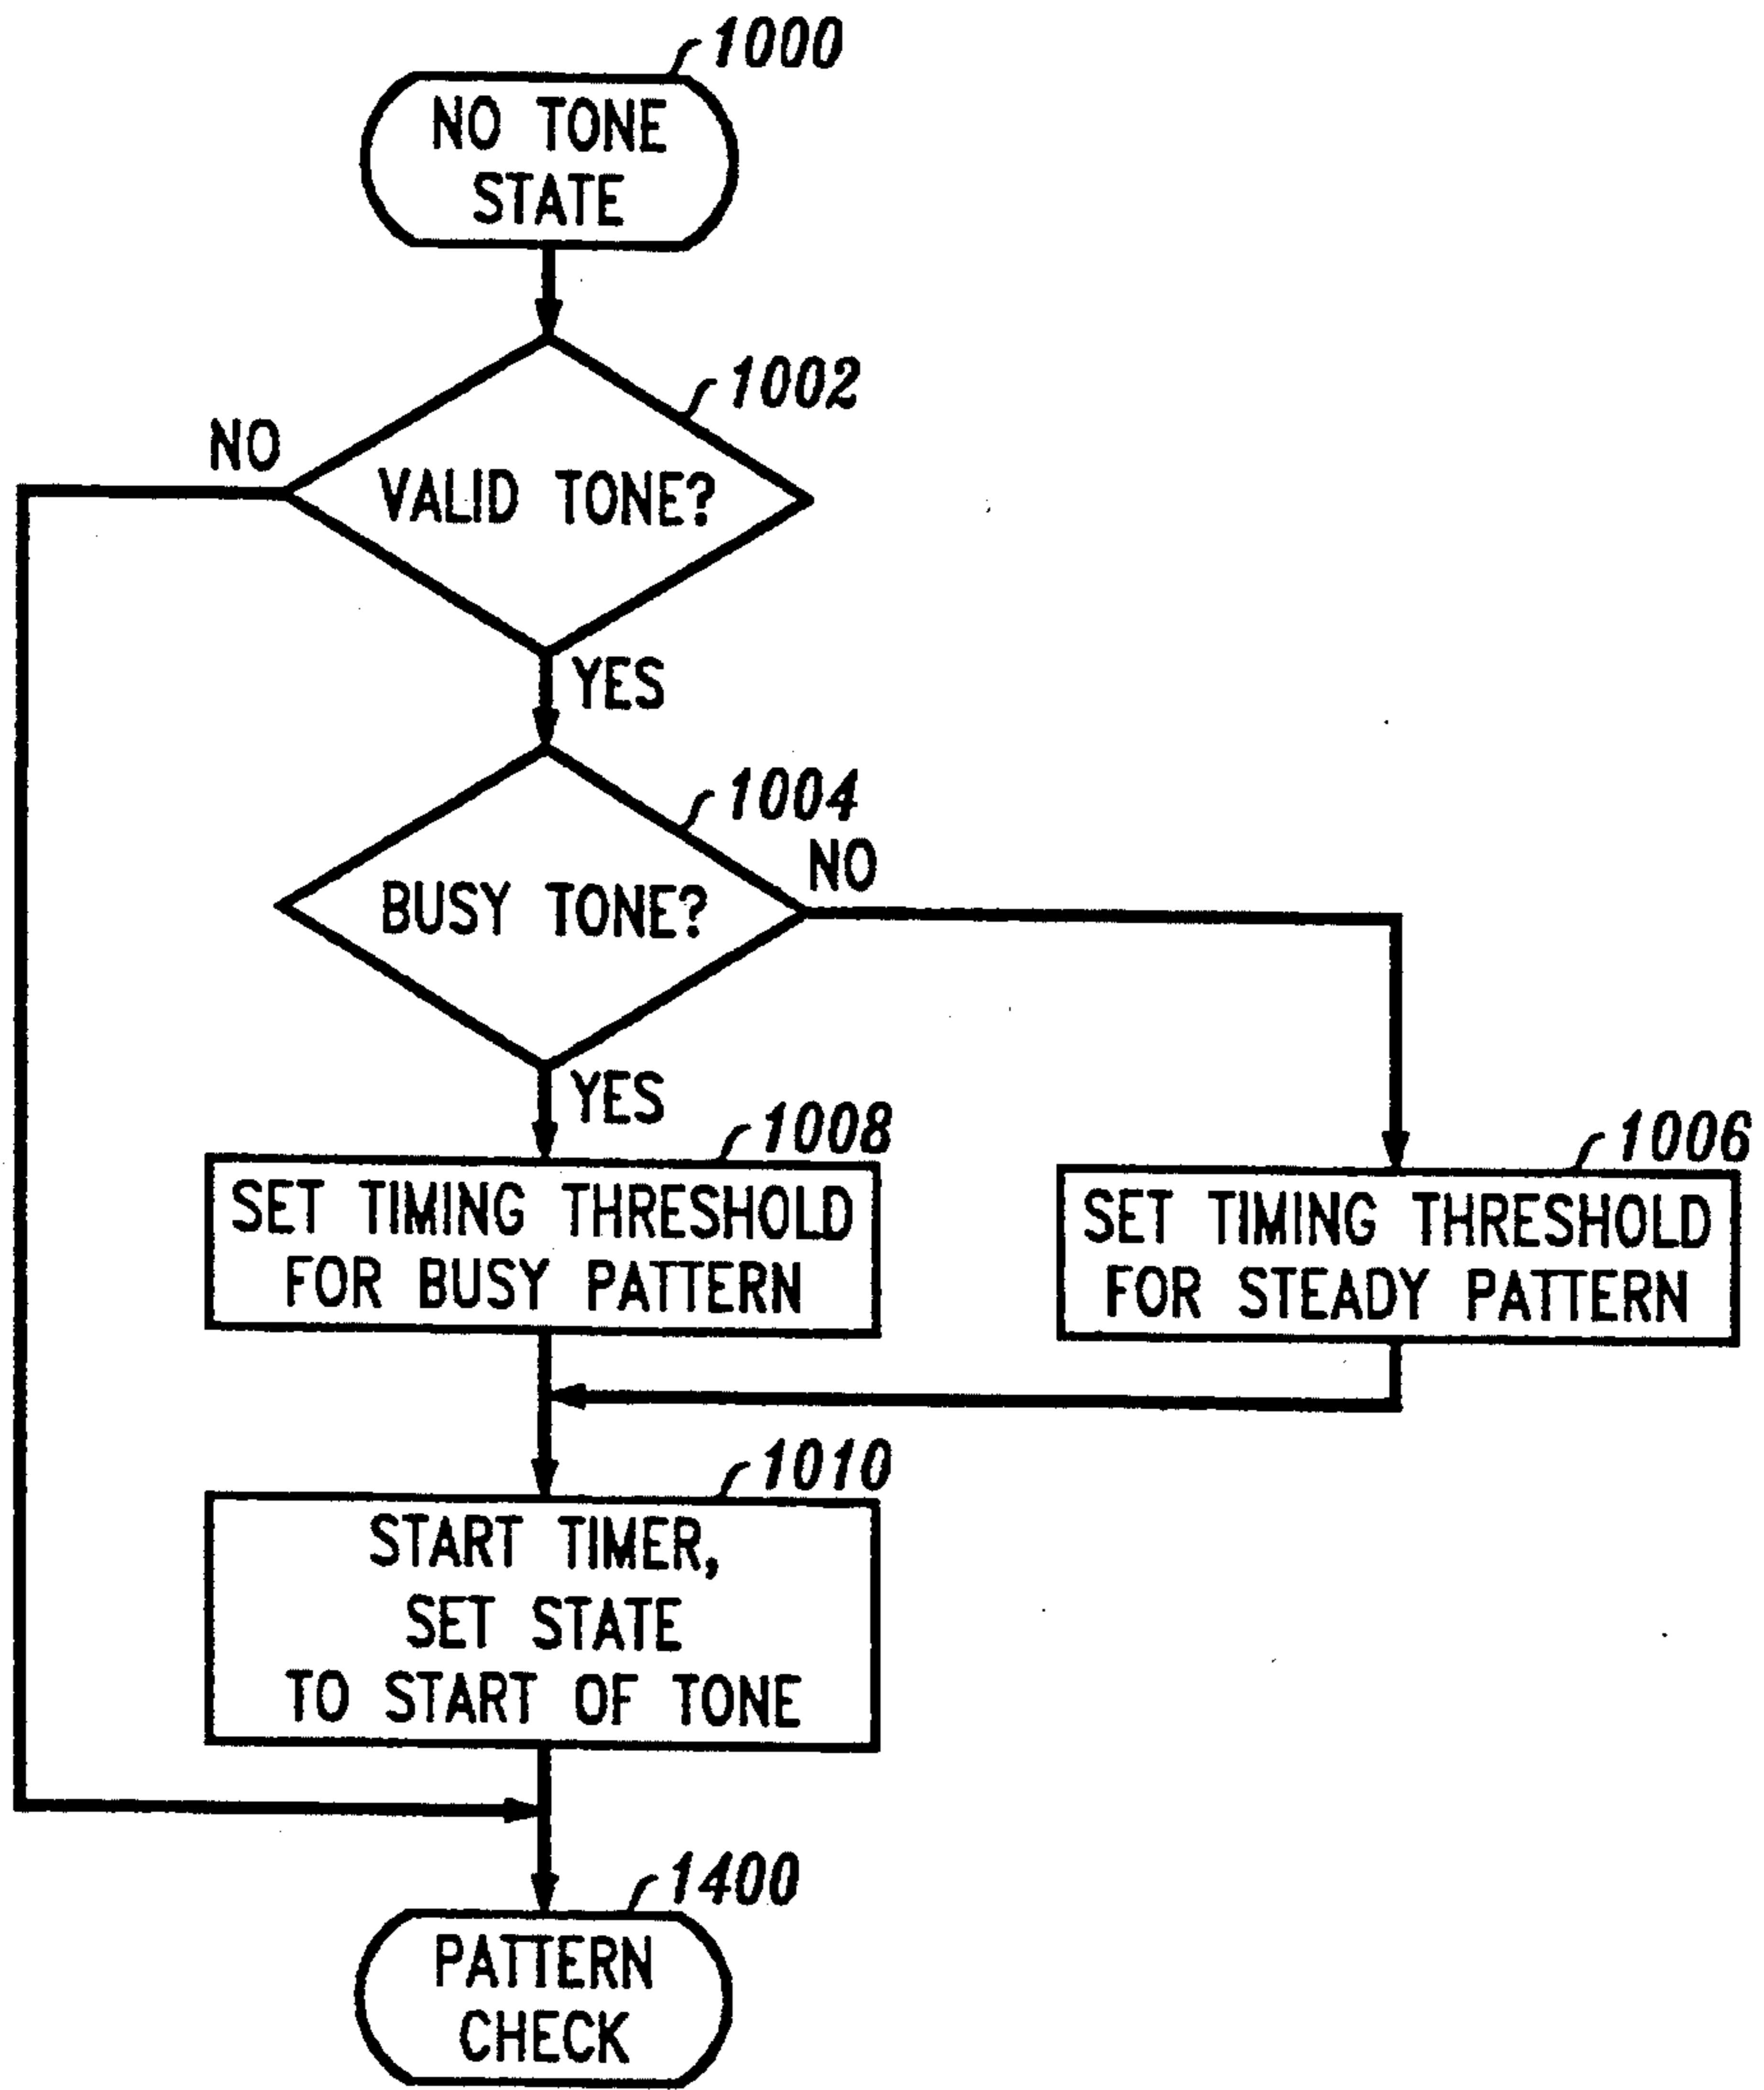 1000
NO TONE
STATE
1002
NO
VALID TONE?
YES
1004
NO
BUSY TONE?
YES
1008
SET TIMING THRESHOLD
FOR BUSY PATTERN
1006
SET TIMING THRESHOLD
FOR STEADY PATTERN
1010
START TIMER,
SET STATE
TO START OF TONE
1400
PATTERN
CHECK